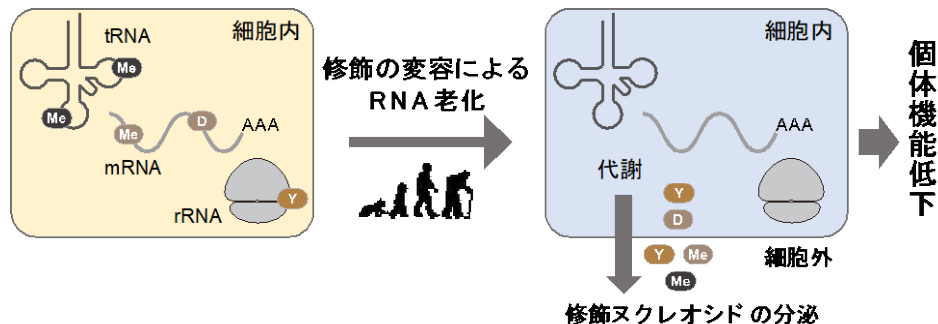 細胞内
tRNA
Me
Me
Me
D
AAA
mRNA
Y
rRNA
修飾の変容による
RNA老化
細胞内
AAA
代謝
Y
D
Y
Me
Me
細胞外
修飾ヌクレオシドの分泌
個体機能低下